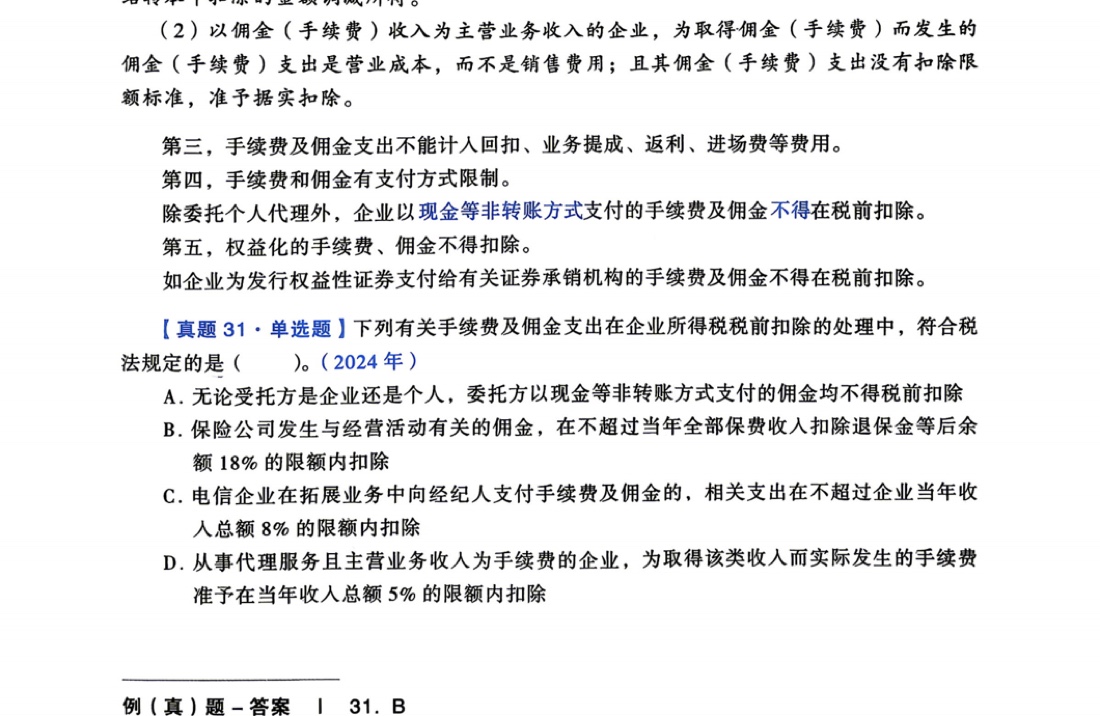 结转本年扣除的金额调减所得。
（2）以佣金（手续费）收入为主营业务收入的企业，为取得佣金（手续费）而发生的
佣金（手续费）支出是营业成本，而不是销售费用；且其佣金（手续费）支出没有扣除限
额标准，准予据实扣除。
第三，手续费及佣金支出不能计入回扣、业务提成、返利、进场费等费用。
第四，手续费和佣金有支付方式限制。
除委托个人代理外，企业以现金等非转账方式支付的手续费及佣金不得在税前扣除。
第五，权益化的手续费、佣金不得扣除。
如企业为发行权益性证券支付给有关证券承销机构的手续费及佣金不得在税前扣除。
【真题 31·单选题】下列有关手续费及佣金支出在企业所得税税前扣除的处理中，符合税
法规定的是（　　）。（2024 年）
A. 无论受托方是企业还是个人，委托方以现金等非转账方式支付的佣金均不得税前扣除
B. 保险公司发生与经营活动有关的佣金，在不超过当年全部保费收入扣除退保金等后余
额 18% 的限额内扣除
C. 电信企业在拓展业务中向经纪人支付手续费及佣金的，相关支出在不超过企业当年收
入总额 8% 的限额内扣除
D. 从事代理服务且主营业务收入为手续费的企业，为取得该类收入而实际发生的手续费
准予在当年收入总额 5% 的限额内扣除
例（真）题 – 答案 | 31. B